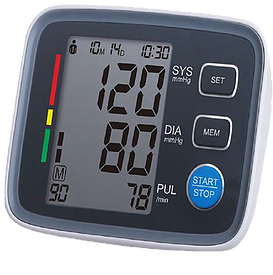 10M 14D 10:30
120 SYS mmHg SET
80 DIA mmHg MEM
M
90 78 PUL /min START/STOP